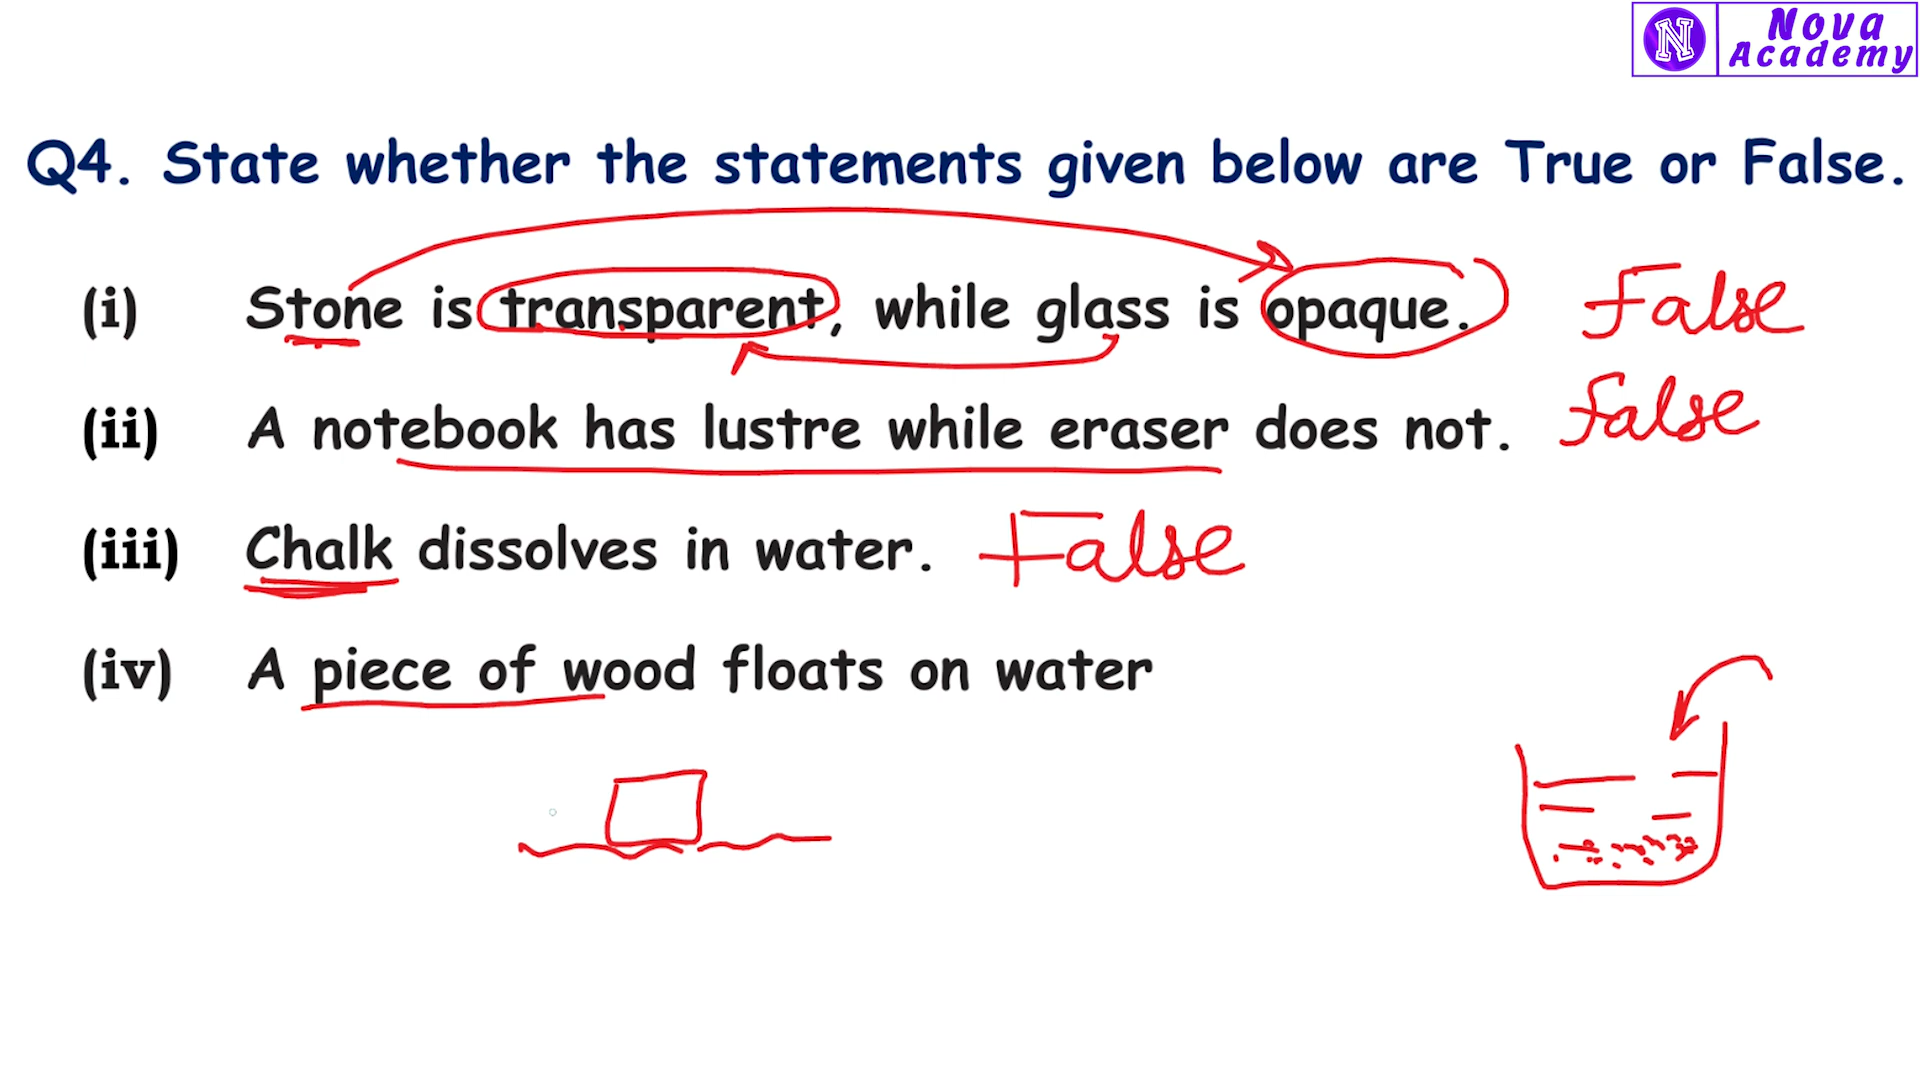 N Nova
Academy
Q4. State whether the statements given below are True or False.
(i) Stone is transparent, while glass is opaque. False
(ii) A notebook has lustre while eraser does not. False
(iii) Chalk dissolves in water. False
(iv) A piece of wood floats on water